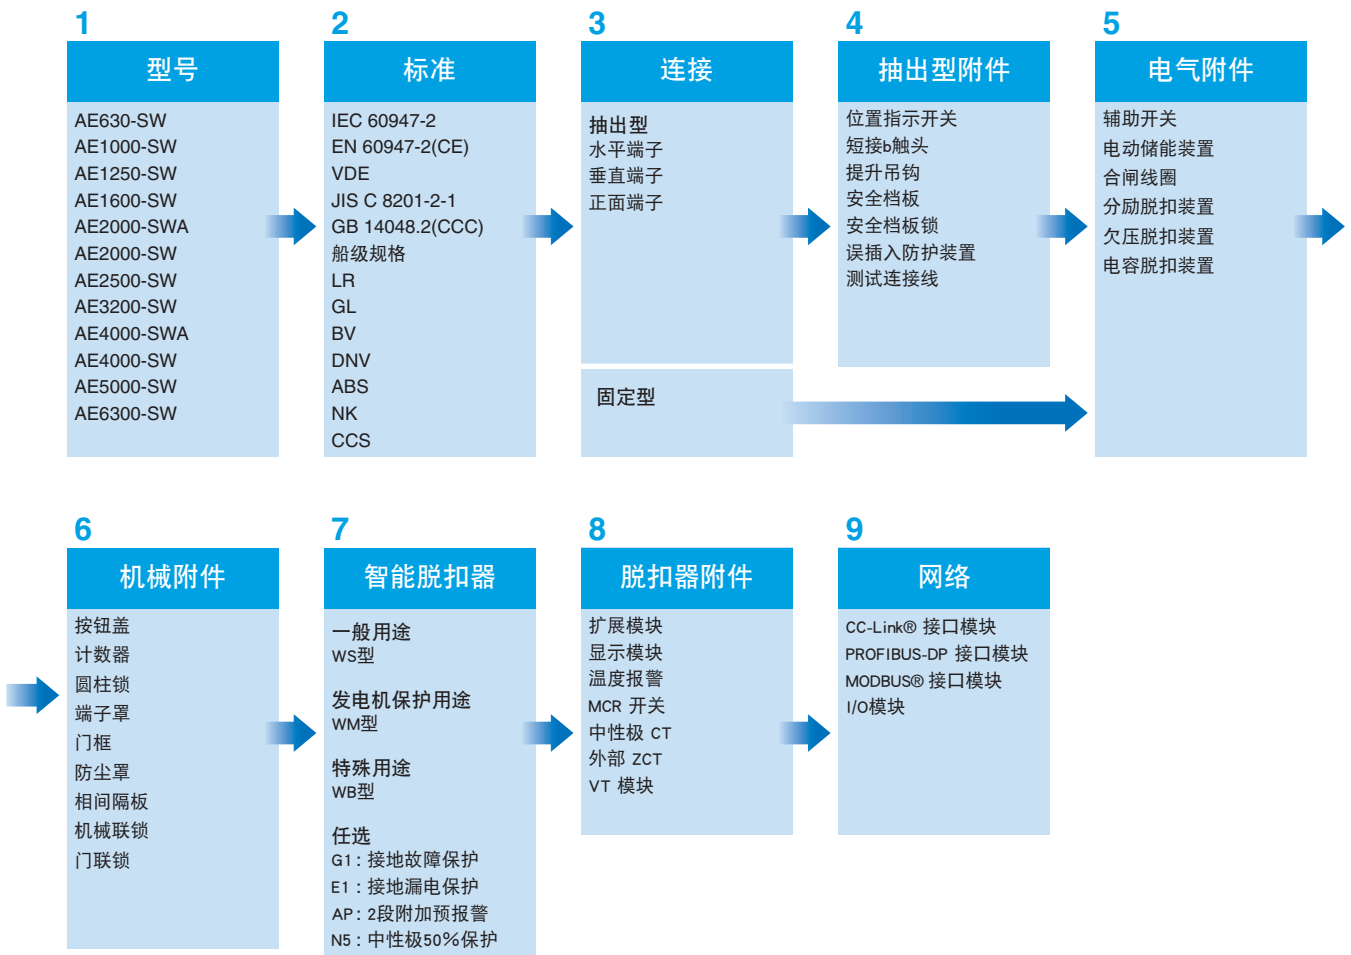 1
型号
AE630-SW
AE1000-SW
AE1250-SW
AE1600-SW
AE2000-SWA
AE2000-SW
AE2500-SW
AE3200-SW
AE4000-SWA
AE4000-SW
AE5000-SW
AE6300-SW
2
标准
IEC 60947-2
EN 60947-2(CE)
VDE
JIS C 8201-2-1
GB 14048.2(CCC)
船级规格
LR
GL
BV
DNV
ABS
NK
CCS
3
连接
抽出型
水平端子
垂直端子
正面端子
固定型
4
抽出型附件
位置指示开关
短接b触头
提升吊钩
安全档板
安全档板锁
误插入防护装置
测试连接线
5
电气附件
辅助开关
电动储能装置
合闸线圈
分励脱扣装置
欠压脱扣装置
电容脱扣装置
6
机械附件
按钮盖
计数器
圆柱锁
端子罩
门框
防尘罩
相间隔板
机械联锁
门联锁
7
智能脱扣器
一般用途
WS型
发电机保护用途
WM型
特殊用途
WB型
任选
G1：接地故障保护
E1：接地漏电保护
AP：2段附加预报警
N5：中性极50%保护
8
脱扣器附件
扩展模块
显示模块
温度报警
MCR 开关
中性极 CT
外部 ZCT
VT 模块
9
网络
CC-Link® 接口模块
PROFIBUS-DP 接口模块
MODBUS® 接口模块
I/O模块